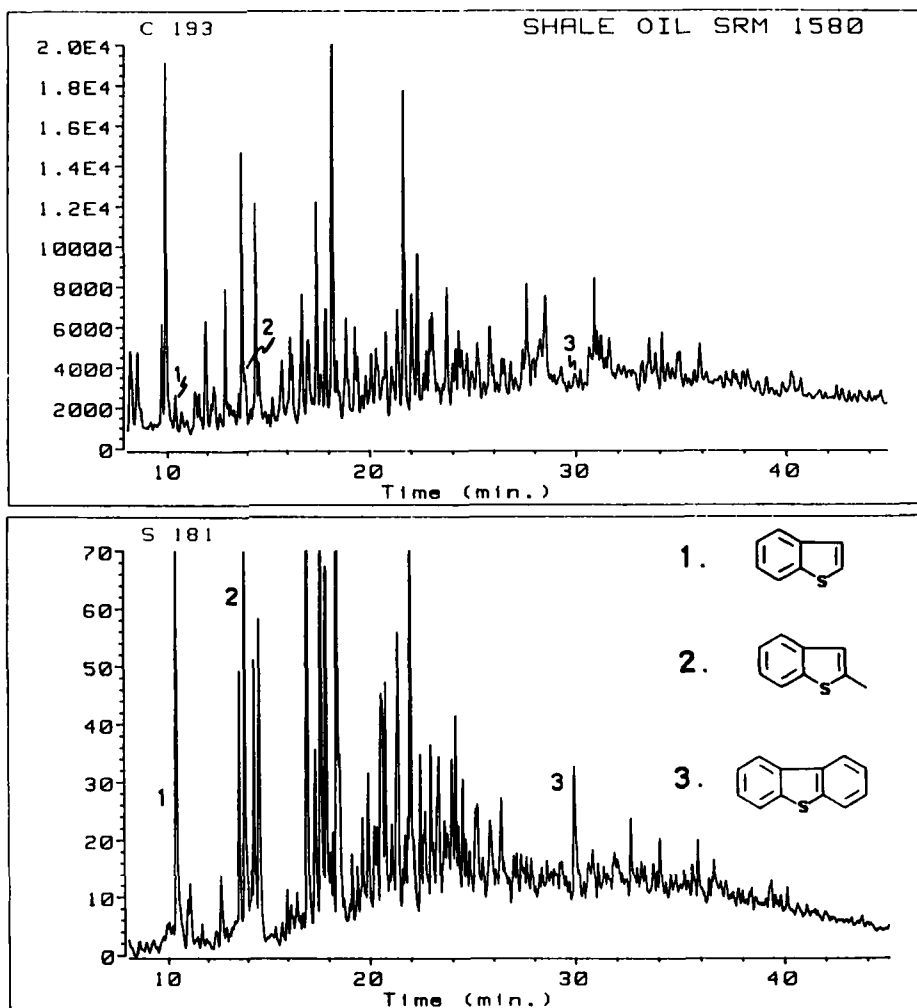 C 193
SHALE OIL SRM 1580
2.0E4
1.8E4
1.6E4
1.4E4
1.2E4
10000
8000
6000
4000
2000
0
1
2
3
10 20 30 40
Time (min.)
S 181
70
60
50
40
30
20
10
0
1
2
3
1. S
2. S
3. S
10 20 30 40
Time (min.)